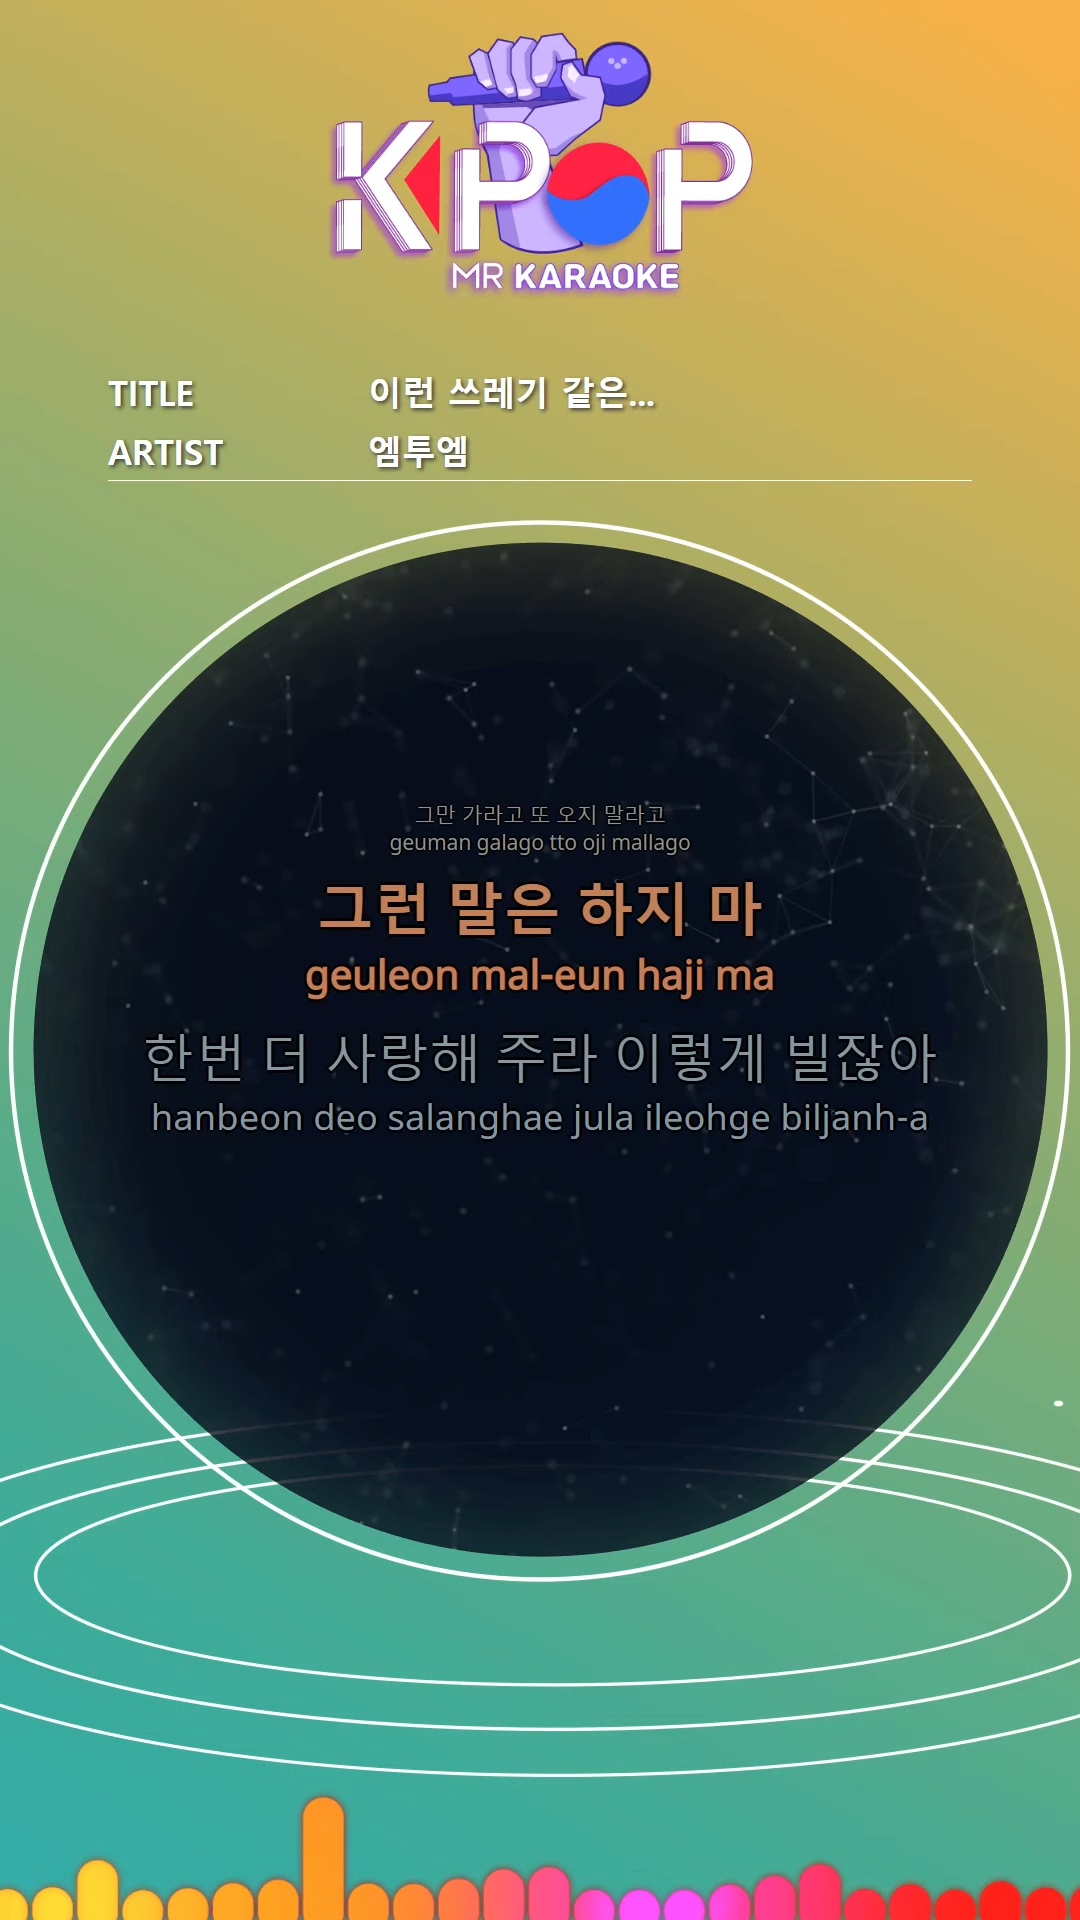 KPOP
MR KARAOKE
TITLE 이런 쓰레기 같은...
ARTIST 엠투엠
그만 가라고 또 오지 말라고
geuman galago tto oji mallago
그런 말은 하지 마
geuleon mal-eun haji ma
한번 더 사랑해 주라 이렇게 빌잖아
hanbeon deo salanghae jula ileohge biljanh-a